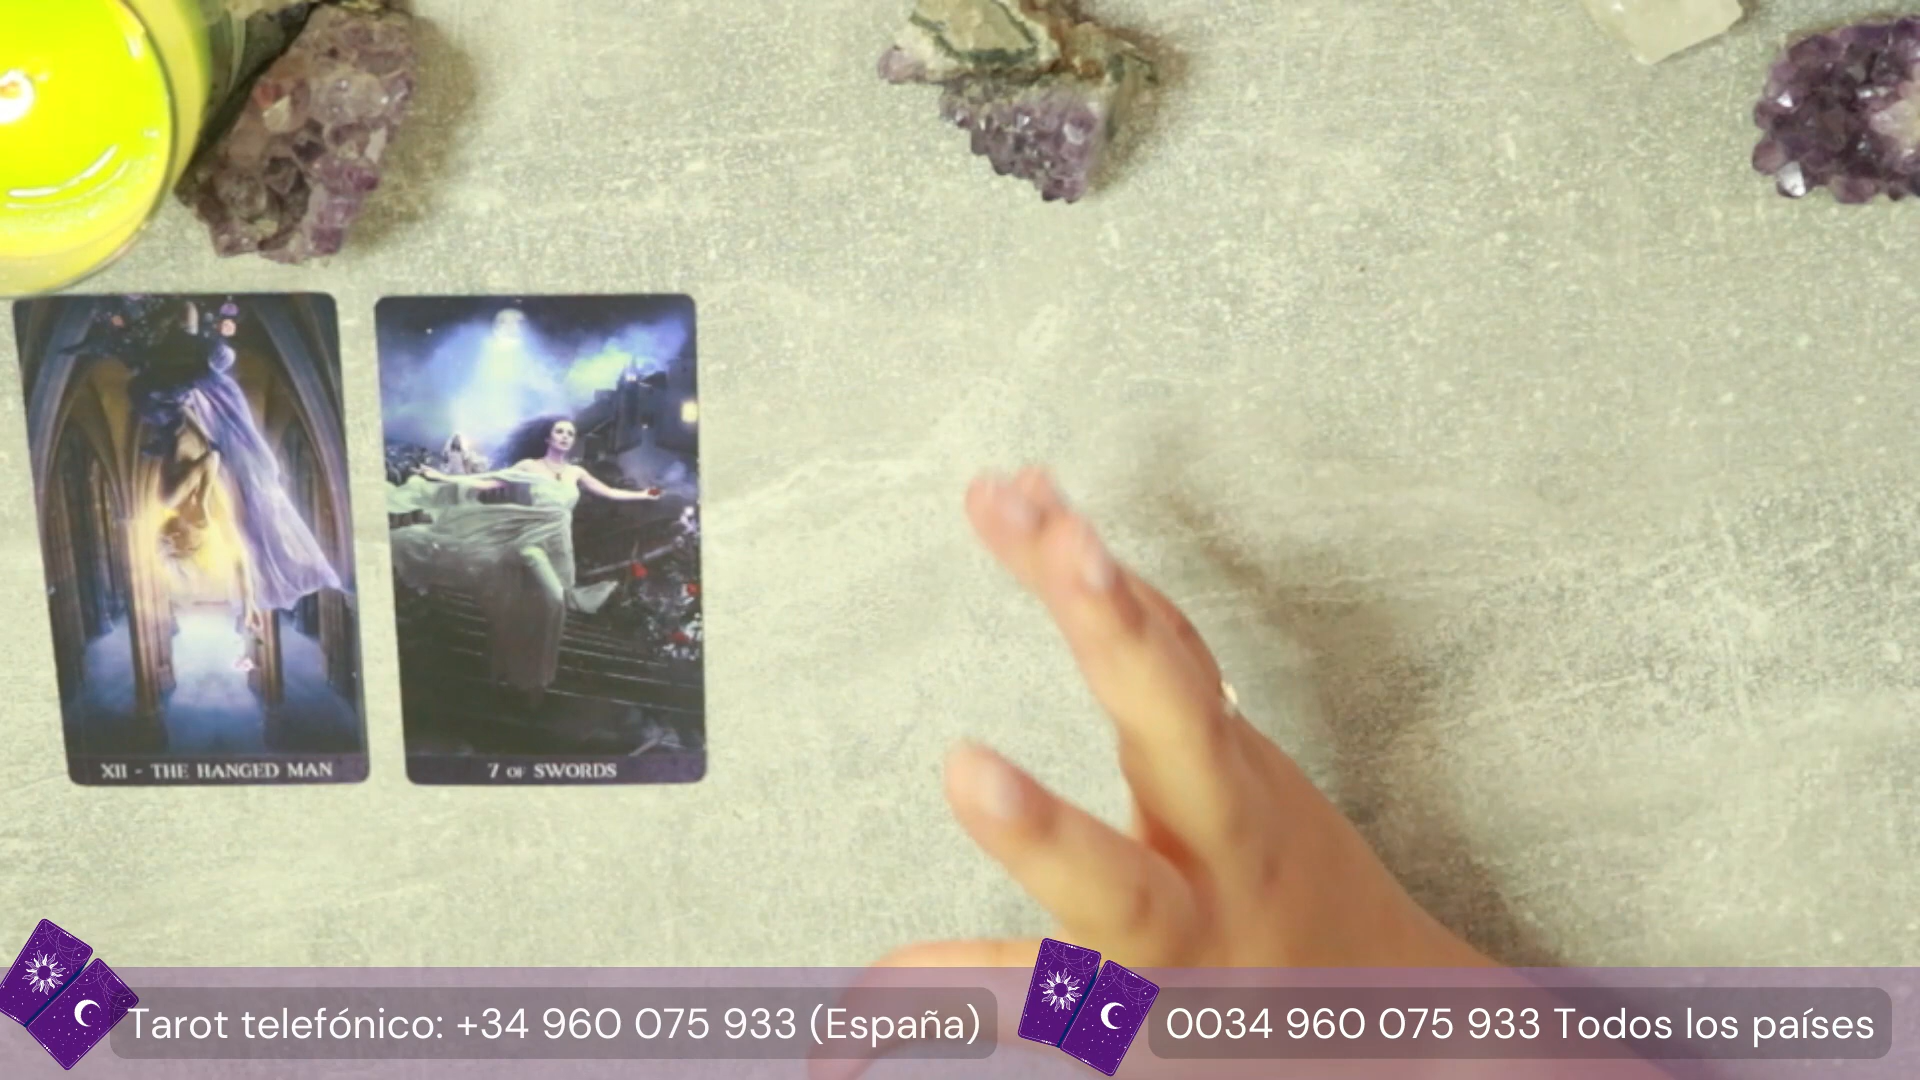 XII - THE HANGED MAN
7 OF SWORDS
Tarot telefónico: +34 960 075 933 (España)
0034 960 075 933 Todos los países